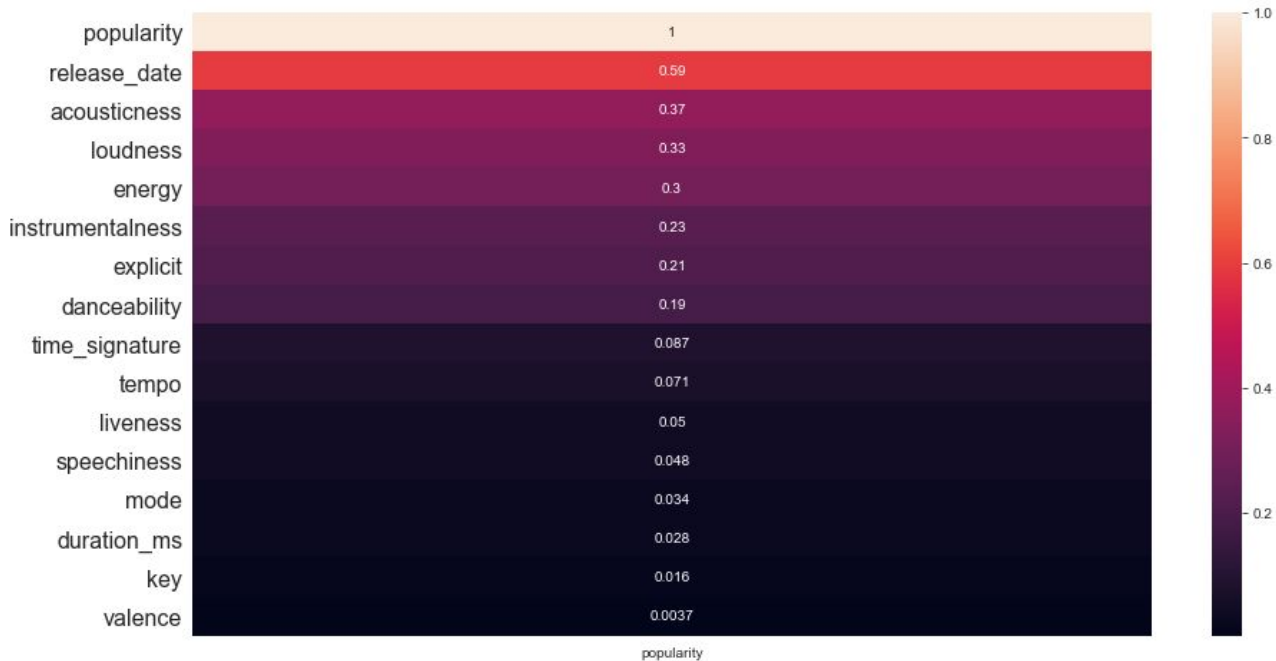 popularity 1 1.0
release_date 0.59
acousticness 0.37 0.8
loudness 0.33
energy 0.3
instrumentalness 0.23 0.6
explicit 0.21
danceability 0.19
time_signature 0.087
tempo 0.071 0.4
liveness 0.05
speechiness 0.048
mode 0.034 0.2
duration_ms 0.028
key 0.016
valence 0.0037
popularity